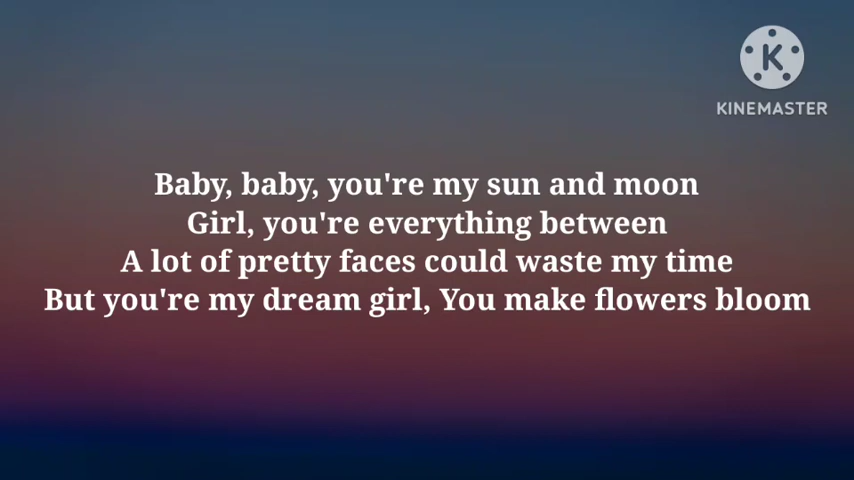 K
KINEMASTER
Baby, baby, you're my sun and moon
Girl, you're everything between
A lot of pretty faces could waste my time
But you're my dream girl, You make flowers bloom